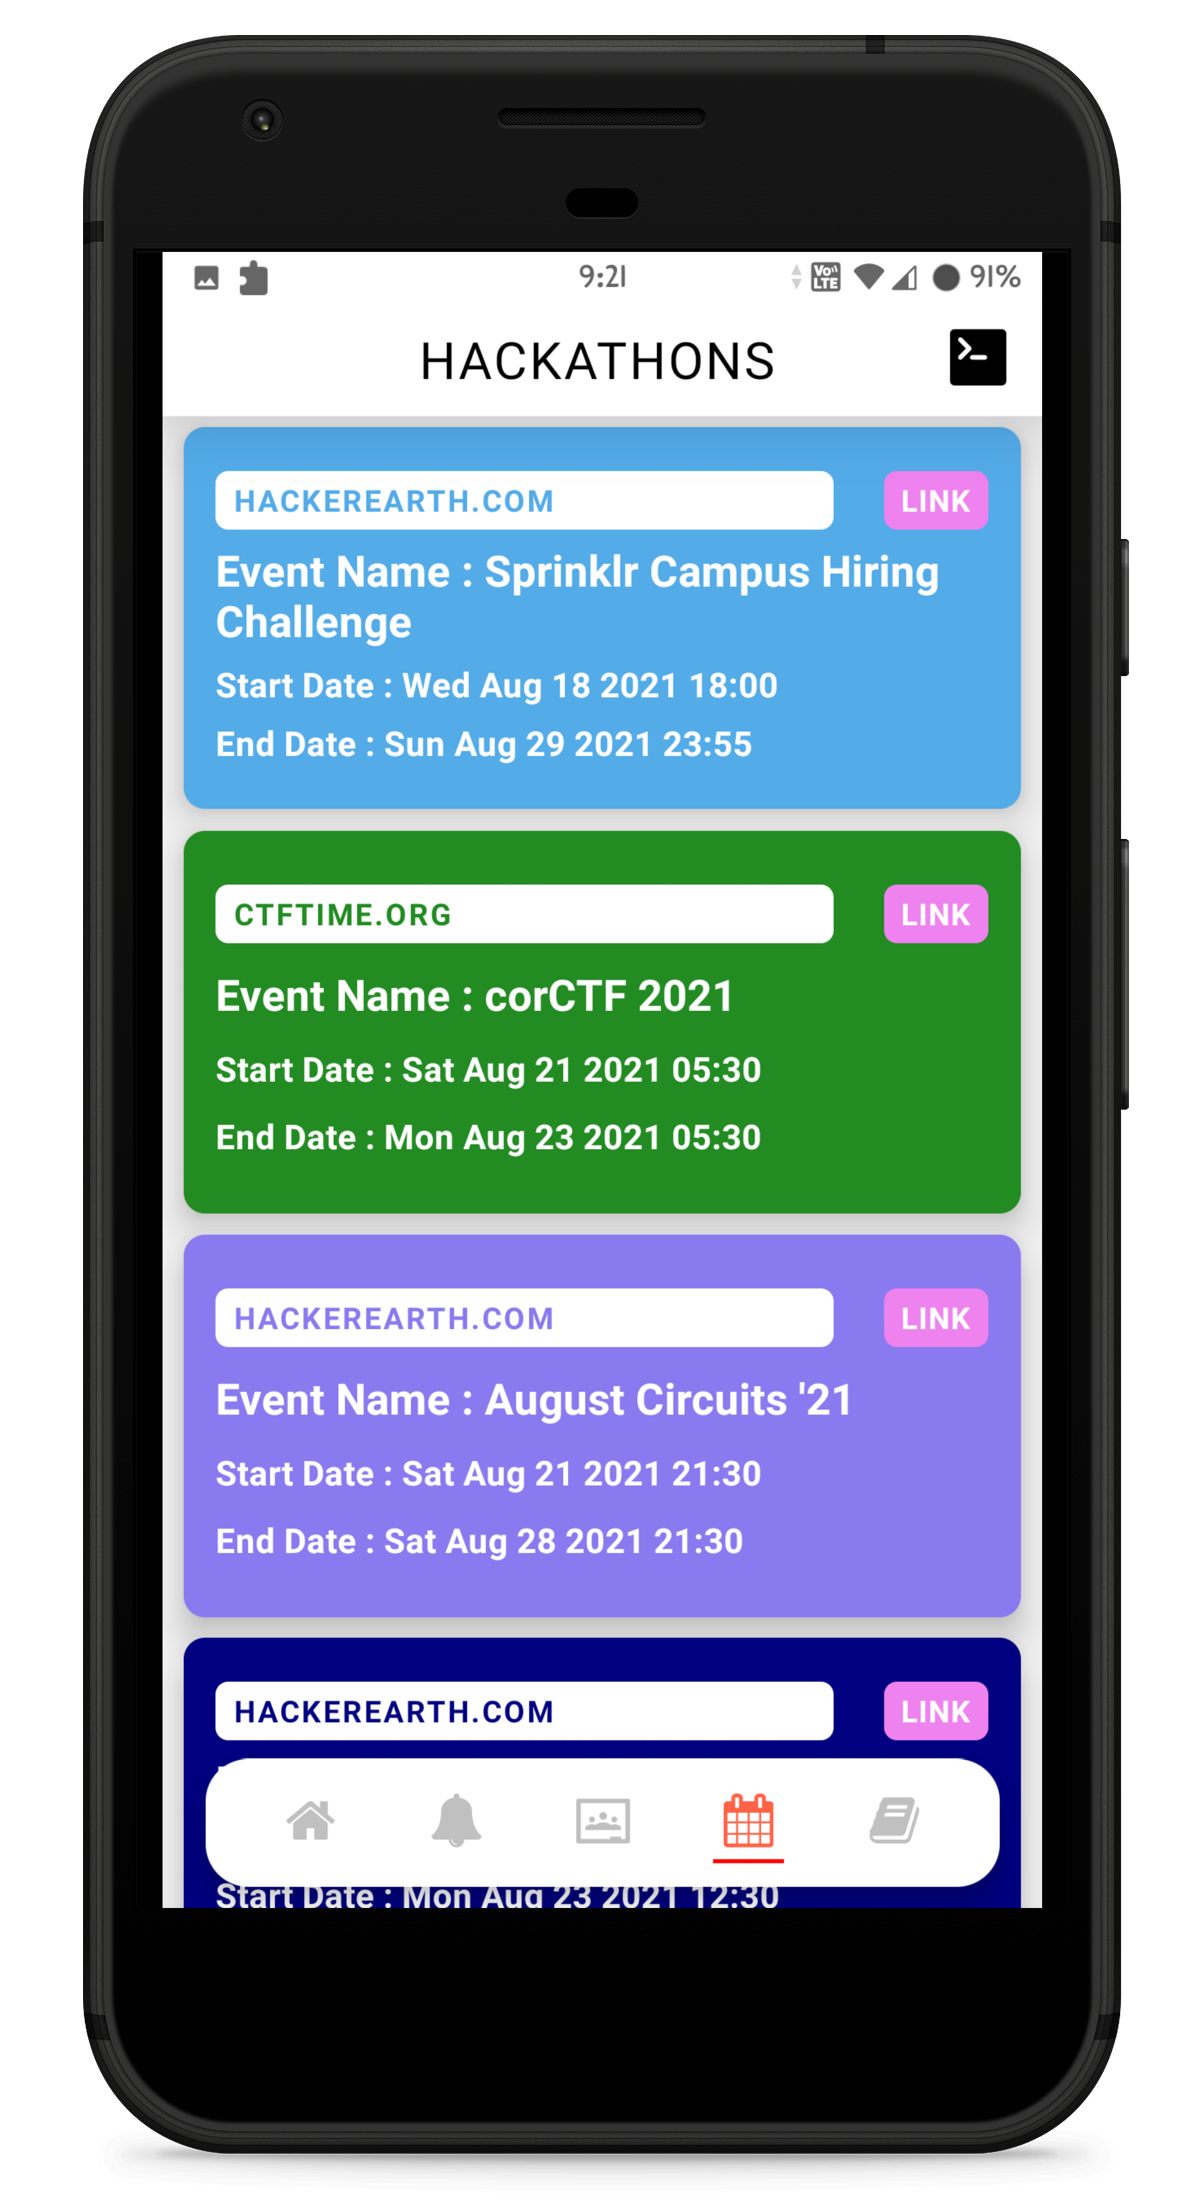 9:21
Vo))
LTE
91%
HACKATHONS
HACKEREARTH.COM
LINK
Event Name : Sprinklr Campus Hiring
Challenge
Start Date : Wed Aug 18 2021 18:00
End Date : Sun Aug 29 2021 23:55
CTFTIME.ORG
LINK
Event Name : corCTF 2021
Start Date : Sat Aug 21 2021 05:30
End Date : Mon Aug 23 2021 05:30
HACKEREARTH.COM
LINK
Event Name : August Circuits '21
Start Date : Sat Aug 21 2021 21:30
End Date : Sat Aug 28 2021 21:30
HACKEREARTH.COM
LINK
Start Date : Mon Aug 23 2021 12:30